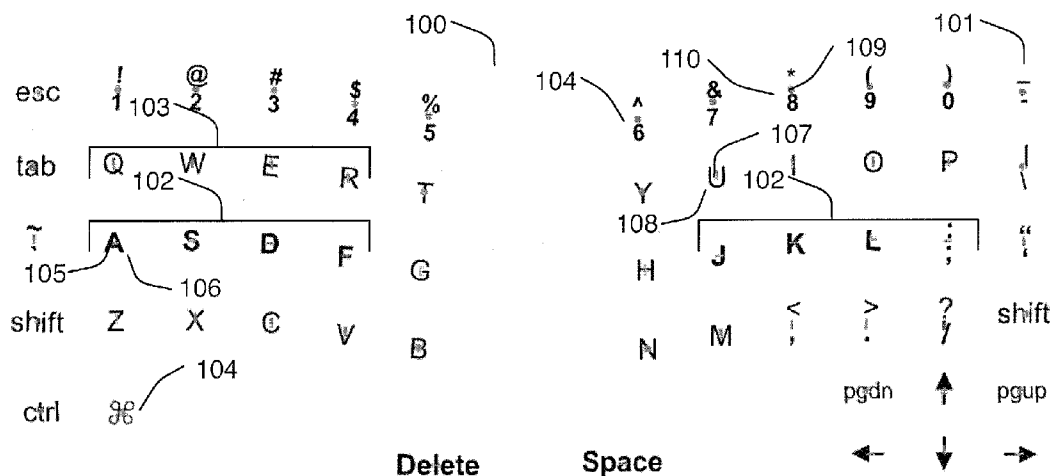 100 101
110 109
104
esc ! 1 @ 2 # 3 $ 4 % 5 ^ 6 & 7 * 8 ( 9 ) 0 _ -
103 107
tab Q W E R T Y U I O P | \
102 102
108
~ ` A S D F G H J K L : ; “ ‘
105 106
shift Z X C V B N M < , > . ? / shift
104
ctrl ⌘ pgdn ↑ pgup
Delete Space ← ↓ →